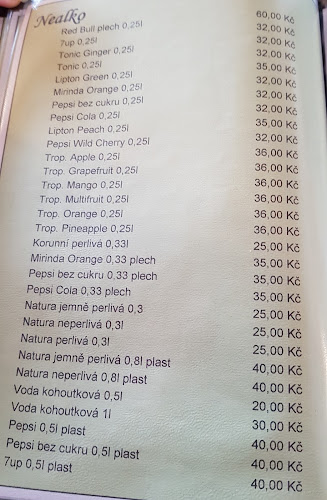 Nealko
Red Bull plech 0,25l 60,00 Kč
7up 0,25l 32,00 Kč
Tonic Ginger 0,25l 32,00 Kč
Tonic 0,25l 32,00 Kč
Lipton Green 0,25l 35,00 Kč
Mirinda Orange 0,25l 32,00 Kč
Pepsi bez cukru 0,25l 32,00 Kč
Pepsi Cola 0,25l 32,00 Kč
Lipton Peach 0,25l 35,00 Kč
Pepsi Wild Cherry 0,25l 32,00 Kč
Trop. Apple 0,25l 36,00 Kč
Trop. Grapefruit 0,25l 36,00 Kč
Trop. Mango 0,25l 36,00 Kč
Trop. Multifruit 0,25l 36,00 Kč
Trop. Orange 0,25l 36,00 Kč
Trop. Pineapple 0,25l 36,00 Kč
Korunní perlivá 0,33l 25,00 Kč
Mirinda Orange 0,33 plech 35,00 Kč
Pepsi bez cukru 0,33 plech 35,00 Kč
Pepsi Cola 0,33 plech 35,00 Kč
Natura jemně perlivá 0,3 25,00 Kč
Natura neperlivá 0,3l 25,00 Kč
Natura perlivá 0,3l 25,00 Kč
Natura jemně perlivá 0,8l plast 40,00 Kč
Natura neperlivá 0,8l plast 40,00 Kč
Voda kohoutková 0,5l 20,00 Kč
Voda kohoutková 1l 30,00 Kč
Pepsi 0,5l plast 40,00 Kč
Pepsi bez cukru 0,5l plast 40,00 Kč
7up 0,5l plast 40,00 Kč